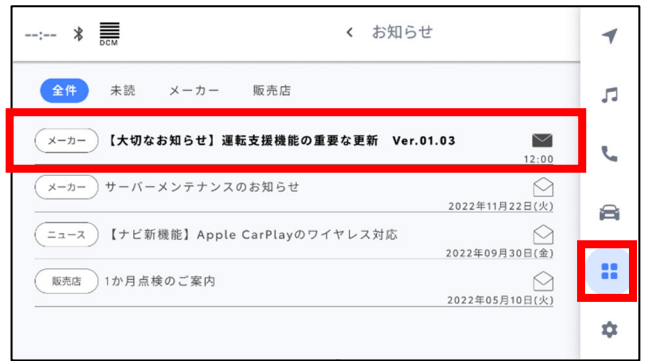 --:-- DCM < お知らせ
全件 未読 メーカー 販売店
メーカー 【大切なお知らせ】運転支援機能の重要な更新 Ver.01.03
12:00
メーカー サーバーメンテナンスのお知らせ
2022年11月22日(火)
ニュース 【ナビ新機能】Apple CarPlayのワイヤレス対応
2022年09月30日(金)
販売店 1か月点検のご案内
2022年05月10日(火)